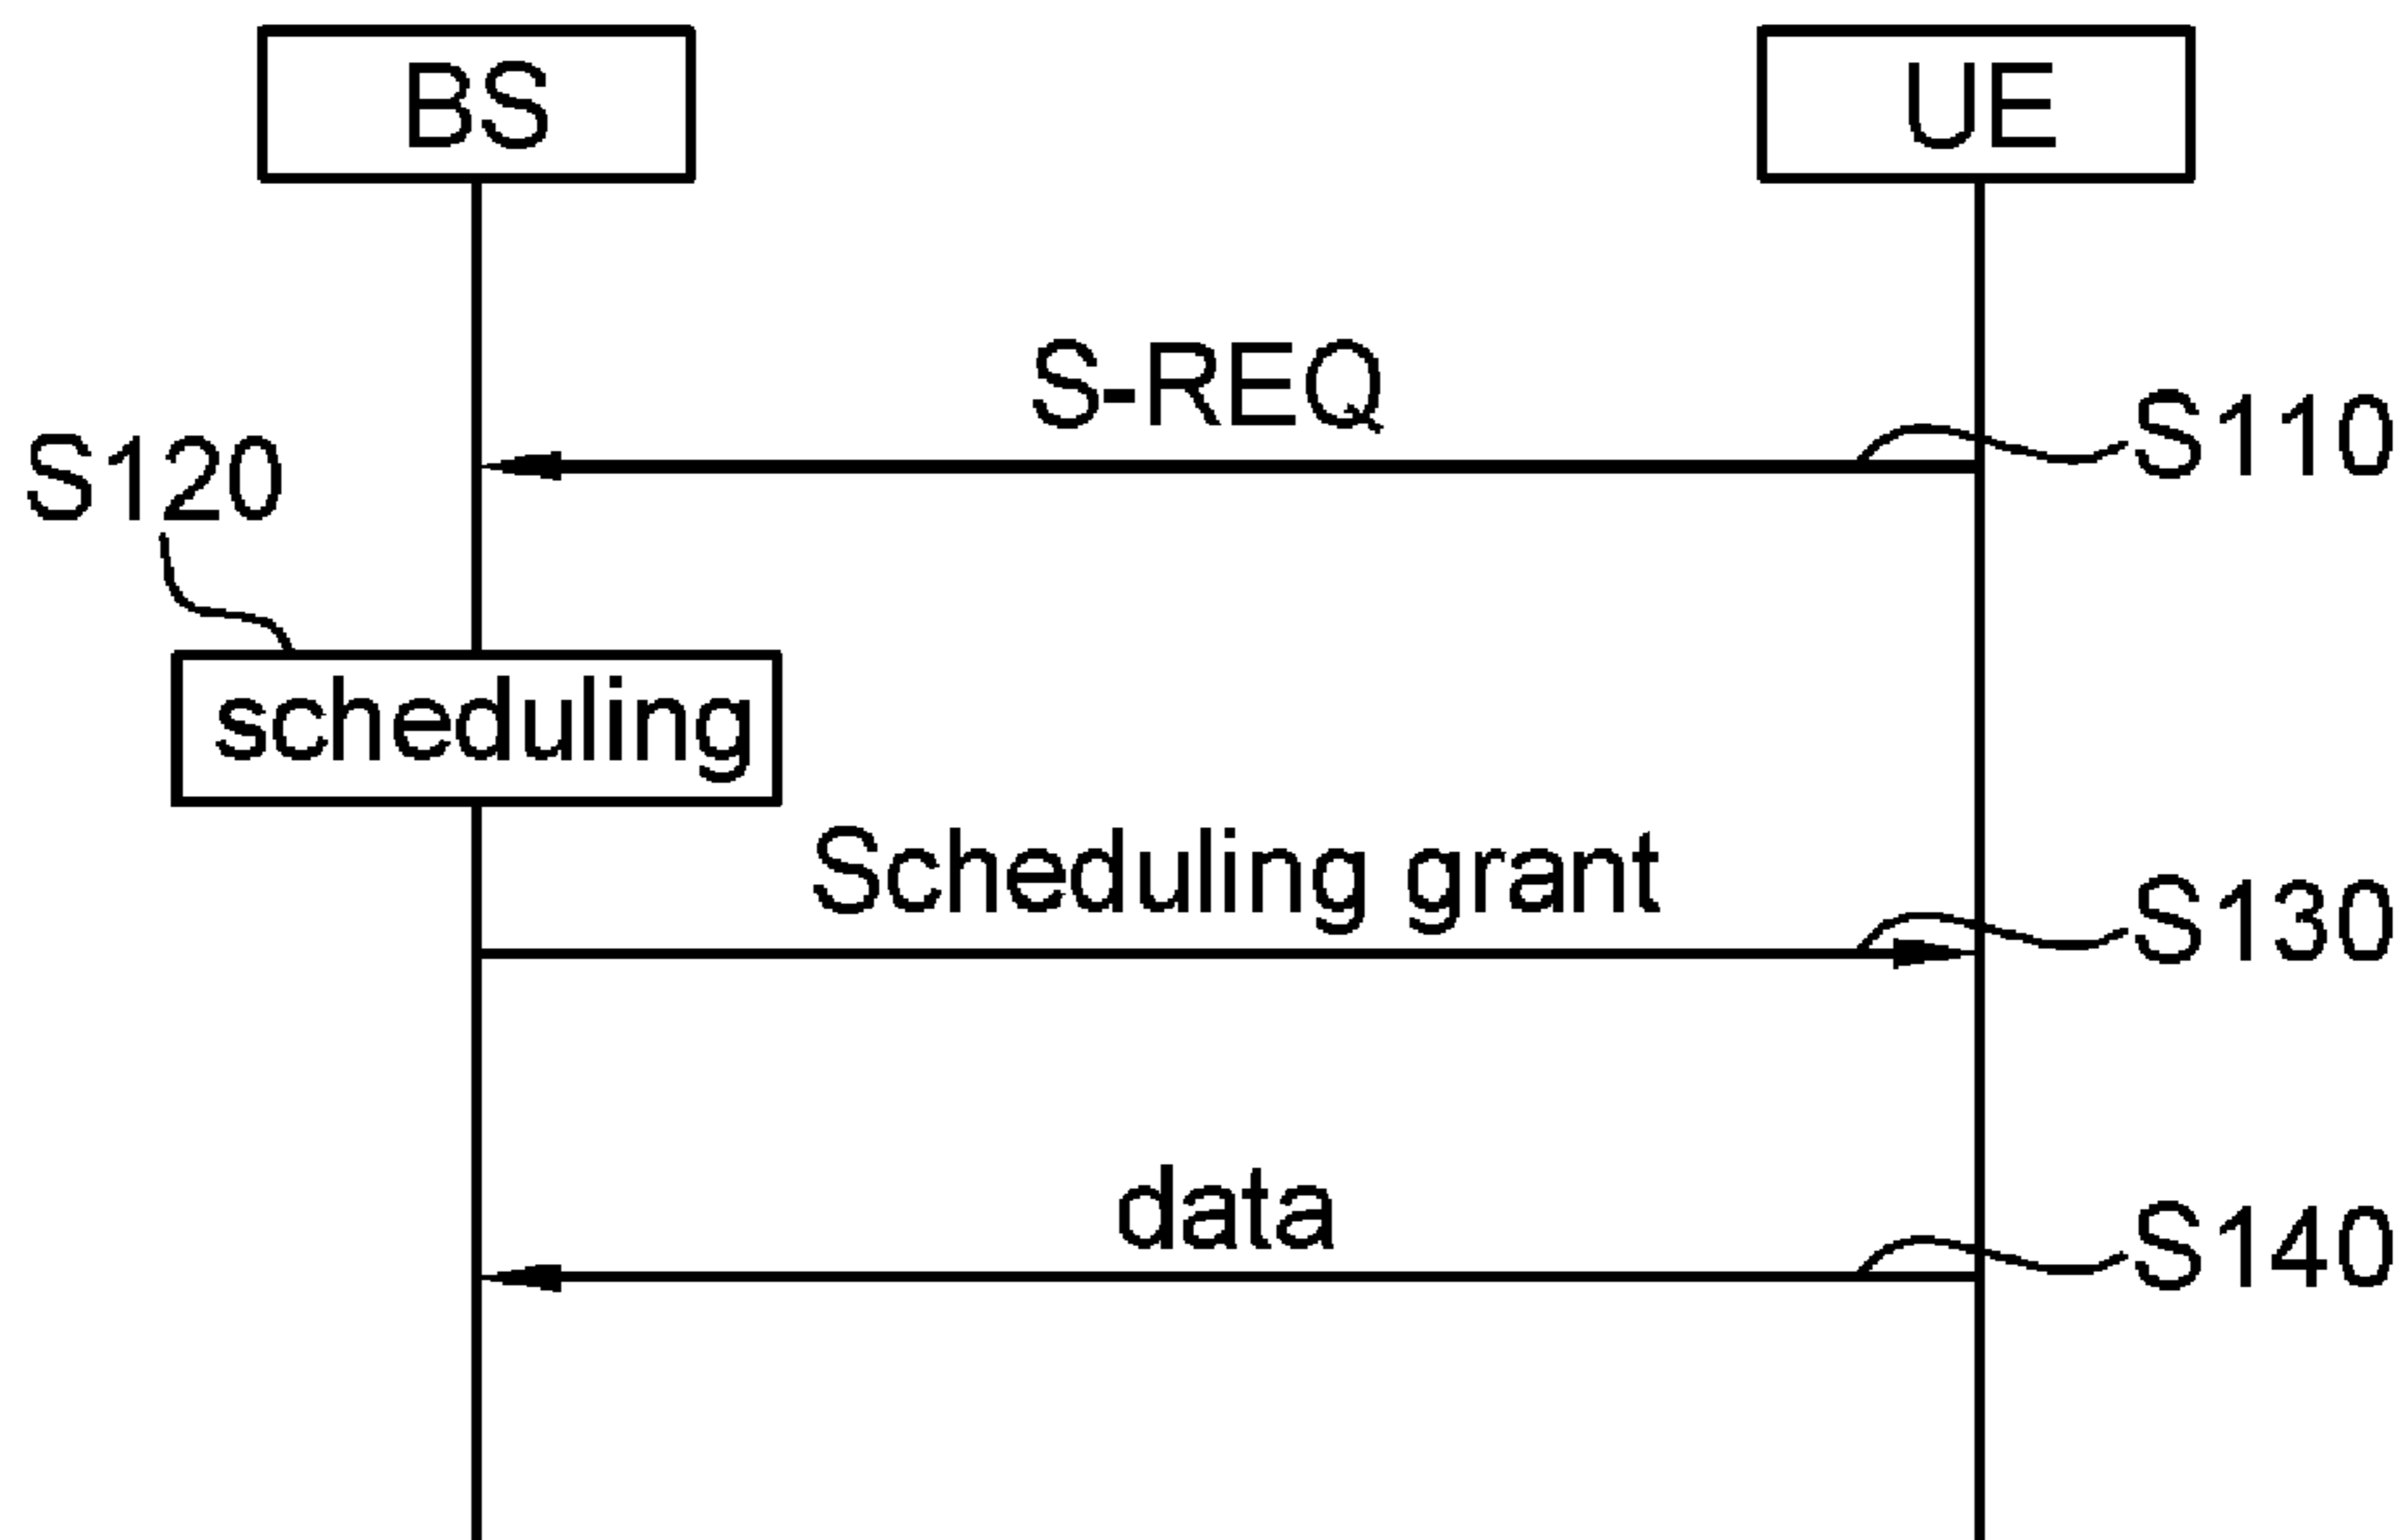 BS
UE
S-REQ
S110
S120
scheduling
Scheduling grant
S130
data
S140